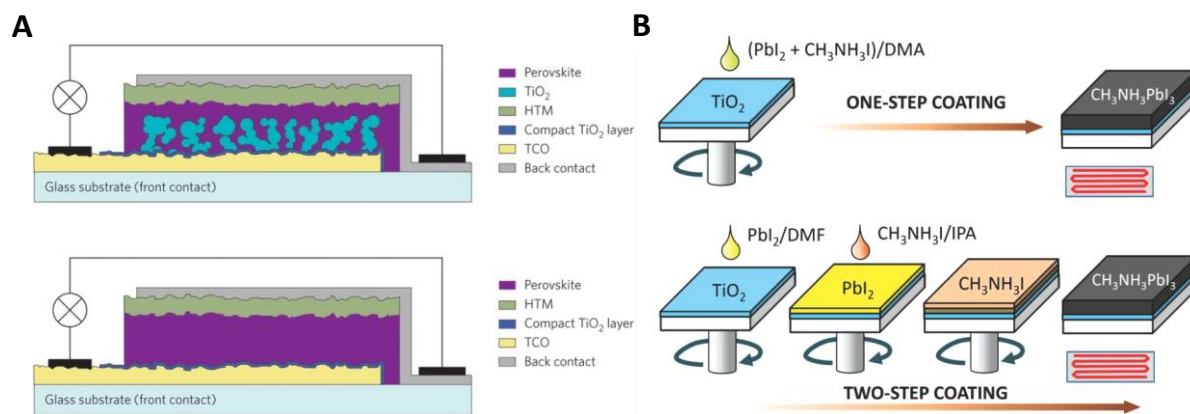 A
Perovskite
TiO₂
HTM
Compact TiO₂ layer
TCO
Back contact
Glass substrate (front contact)
Perovskite
HTM
Compact TiO₂ layer
TCO
Back contact
Glass substrate (front contact)
B
(PbI₂ + CH₃NH₃I)/DMA
TiO₂
ONE-STEP COATING
CH₃NH₃PbI₃
PbI₂/DMF
CH₃NH₃I/IPA
TiO₂
PbI₂
CH₃NH₃I
CH₃NH₃PbI₃
TWO-STEP COATING